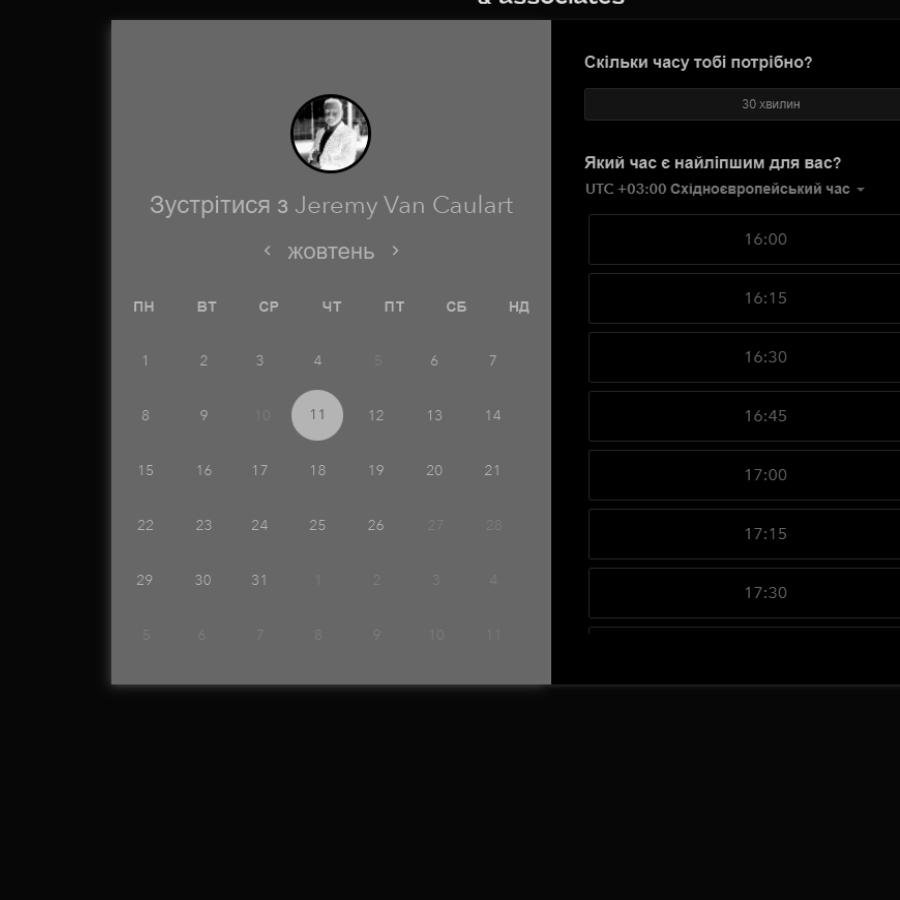 & associates
Зустрітися з Jeremy Van Caulart
жовтень
ПН ВТ СР ЧТ ПТ СБ НД
1 2 3 4 5 6 7
8 9 10 11 12 13 14
15 16 17 18 19 20 21
22 23 24 25 26 27 28
29 30 31 1 2 3 4
5 6 7 8 9 10 11
Скільки часу тобі потрібно?
30 хвилин
Який час є найліпшим для вас?
UTC +03:00 Східноєвропейський час
16:00
16:15
16:30
16:45
17:00
17:15
17:30